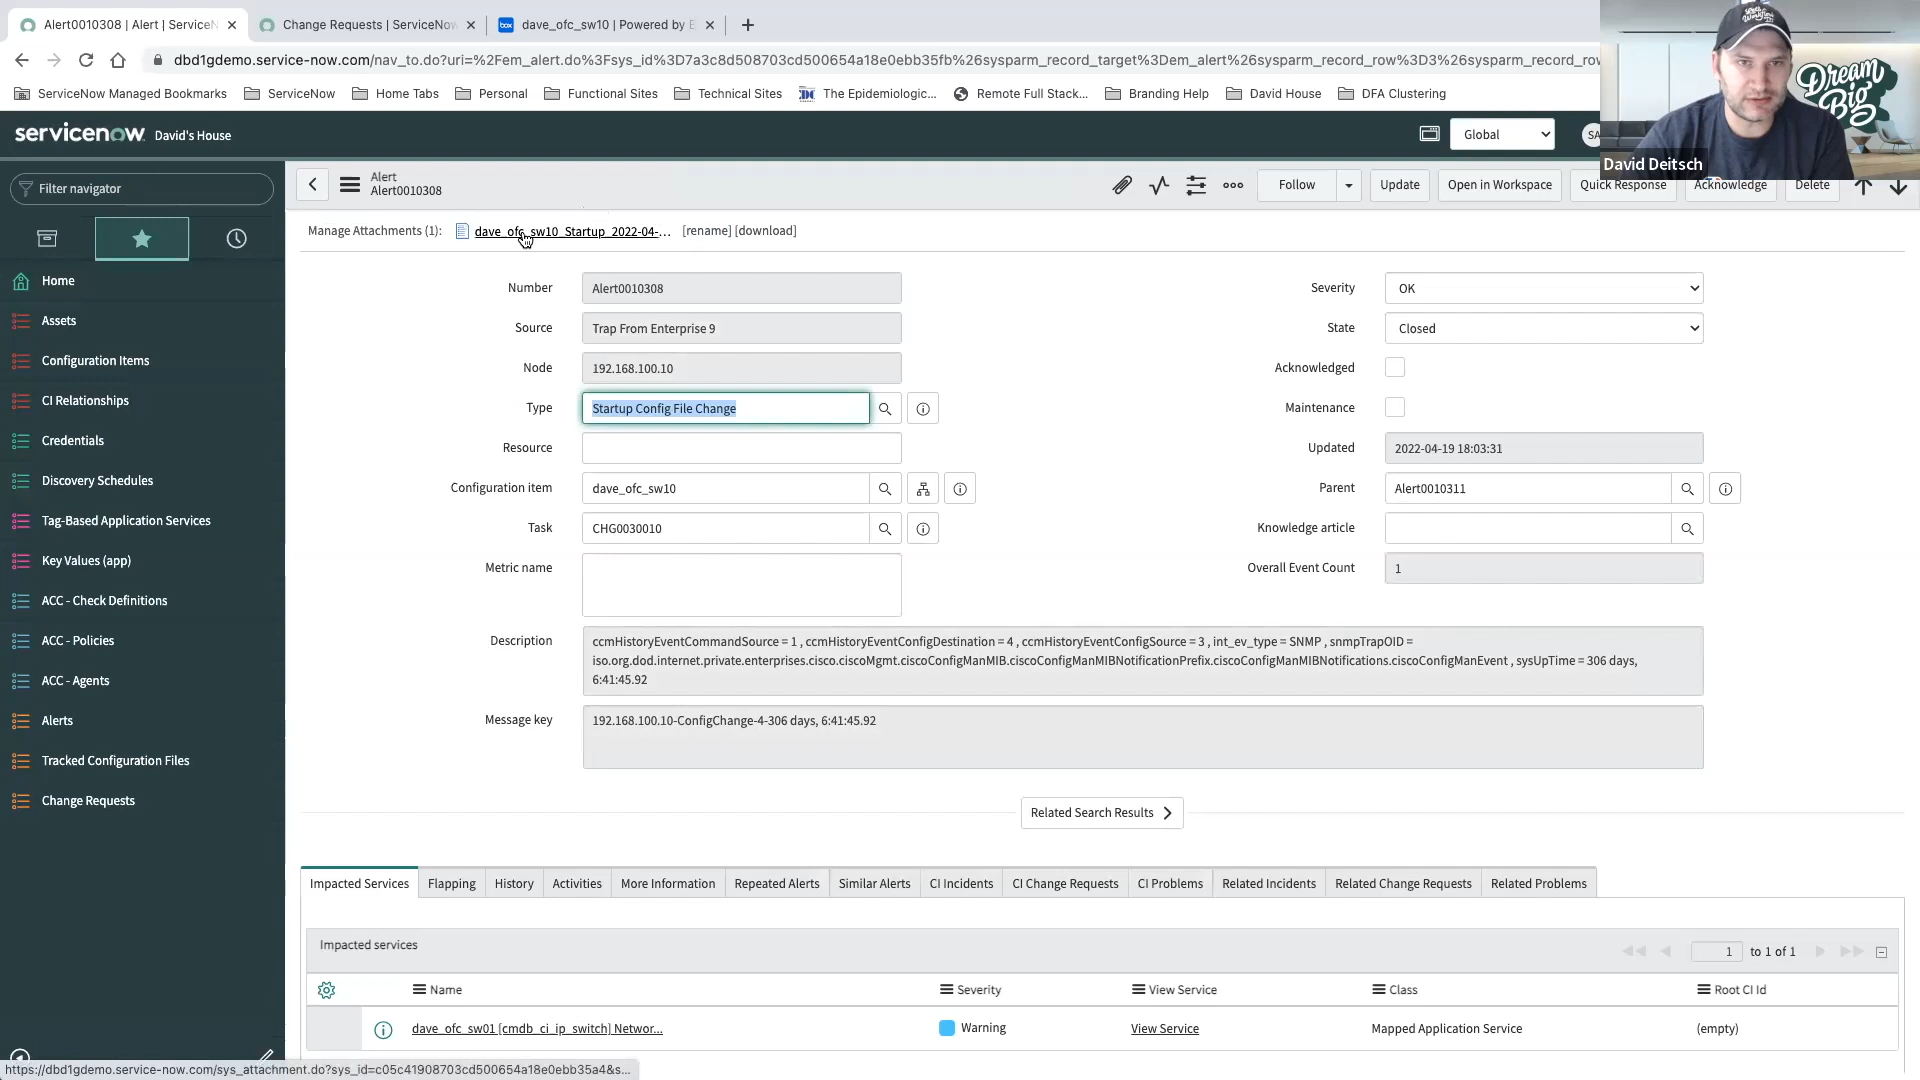 Alert0010308 | Alert | ServiceN
Change Requests | ServiceNow
box dave_ofc_sw10 | Powered by B
dbd1gdemo.service-now.com/nav_to.do?uri=%2Fem_alert.do%3Fsys_id%3D7a3c8d508703cd500654a18e0ebb35fb%26sysparm_record_target%3Dem_alert%26sysparm_record_row%3D3%26sysparm_record_rov
ServiceNow Managed Bookmarks ServiceNow Home Tabs Personal Functional Sites Technical Sites The Epidemiologic... Remote Full Stack... Branding Help David House DFA Clustering
Dream Big
servicenow David's House Global SA
David Deitsch
Filter navigator
Home
Assets
Configuration Items
CI Relationships
Credentials
Discovery Schedules
Tag-Based Application Services
Key Values (app)
ACC - Check Definitions
ACC - Policies
ACC - Agents
Alerts
Tracked Configuration Files
Change Requests
Alert
Alert0010308
Follow Update Open in Workspace Quick Response Acknowledge Delete
Manage Attachments (1): dave_ofc_sw10_Startup_2022-04-... [rename] [download]
Number Alert0010308
Source Trap From Enterprise 9
Node 192.168.100.10
Type Startup Config File Change
Resource
Configuration item dave_ofc_sw10
Task CHG0030010
Metric name
Severity OK
State Closed
Acknowledged
Maintenance
Updated 2022-04-19 18:03:31
Parent Alert0010311
Knowledge article
Overall Event Count 1
Description ccmHistoryEventCommandSource = 1 , ccmHistoryEventConfigDestination = 4 , ccmHistoryEventConfigSource = 3 , int_ev_type = SNMP , snmpTrapOID =
iso.org.dod.internet.private.enterprises.cisco.ciscoMgmt.ciscoConfigManMIB.ciscoConfigManMIBNotificationPrefix.ciscoConfigManMIBNotifications.ciscoConfigManEvent , sysUpTime = 306 days,
6:41:45.92
Message key 192.168.100.10-ConfigChange-4-306 days, 6:41:45.92
Related Search Results
Impacted Services Flapping History Activities More Information Repeated Alerts Similar Alerts CI Incidents CI Change Requests CI Problems Related Incidents Related Change Requests Related Problems
Impacted services 1 to 1 of 1
Name Severity View Service Class Root CI Id
dave_ofc_sw01 [cmdb_ci_ip_switch] Networ... Warning View Service Mapped Application Service (empty)
https://dbd1gdemo.service-now.com/sys_attachment.do?sys_id=c05c41908703cd500654a18e0ebb35a4&s...